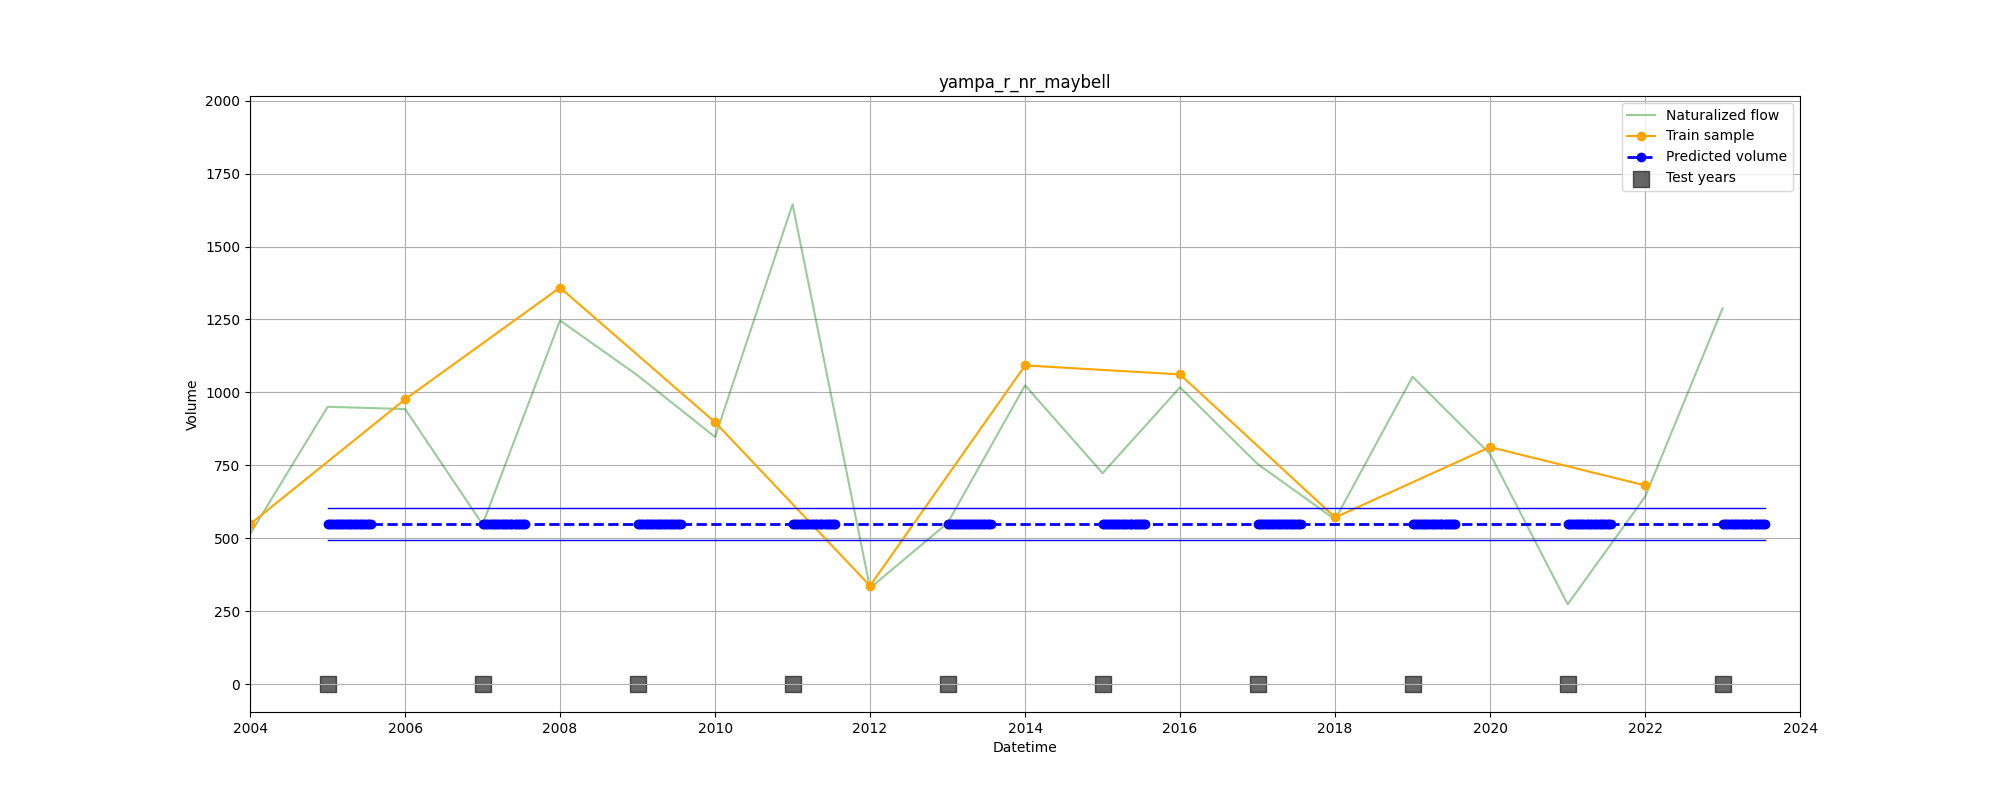 yampa_r_nr_maybell
Naturalized flow
Train sample
Predicted volume
Test years
2000
1750
1500
1250
1000
750
500
250
0
Volume
2004
2006
2008
2010
2012
2014
2016
2018
2020
2022
2024
Datetime